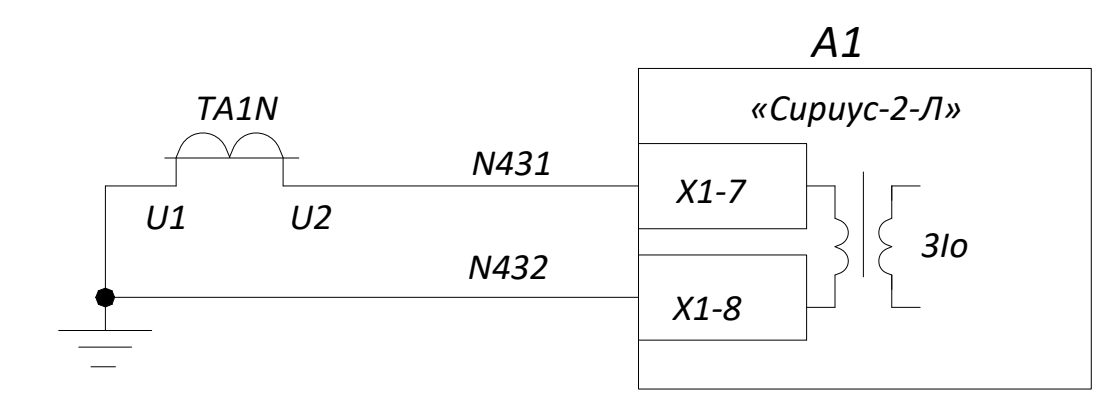 A1
«Сириус-2-Л»
TA1N
N431
X1-7
U1
U2
3Io
N432
X1-8